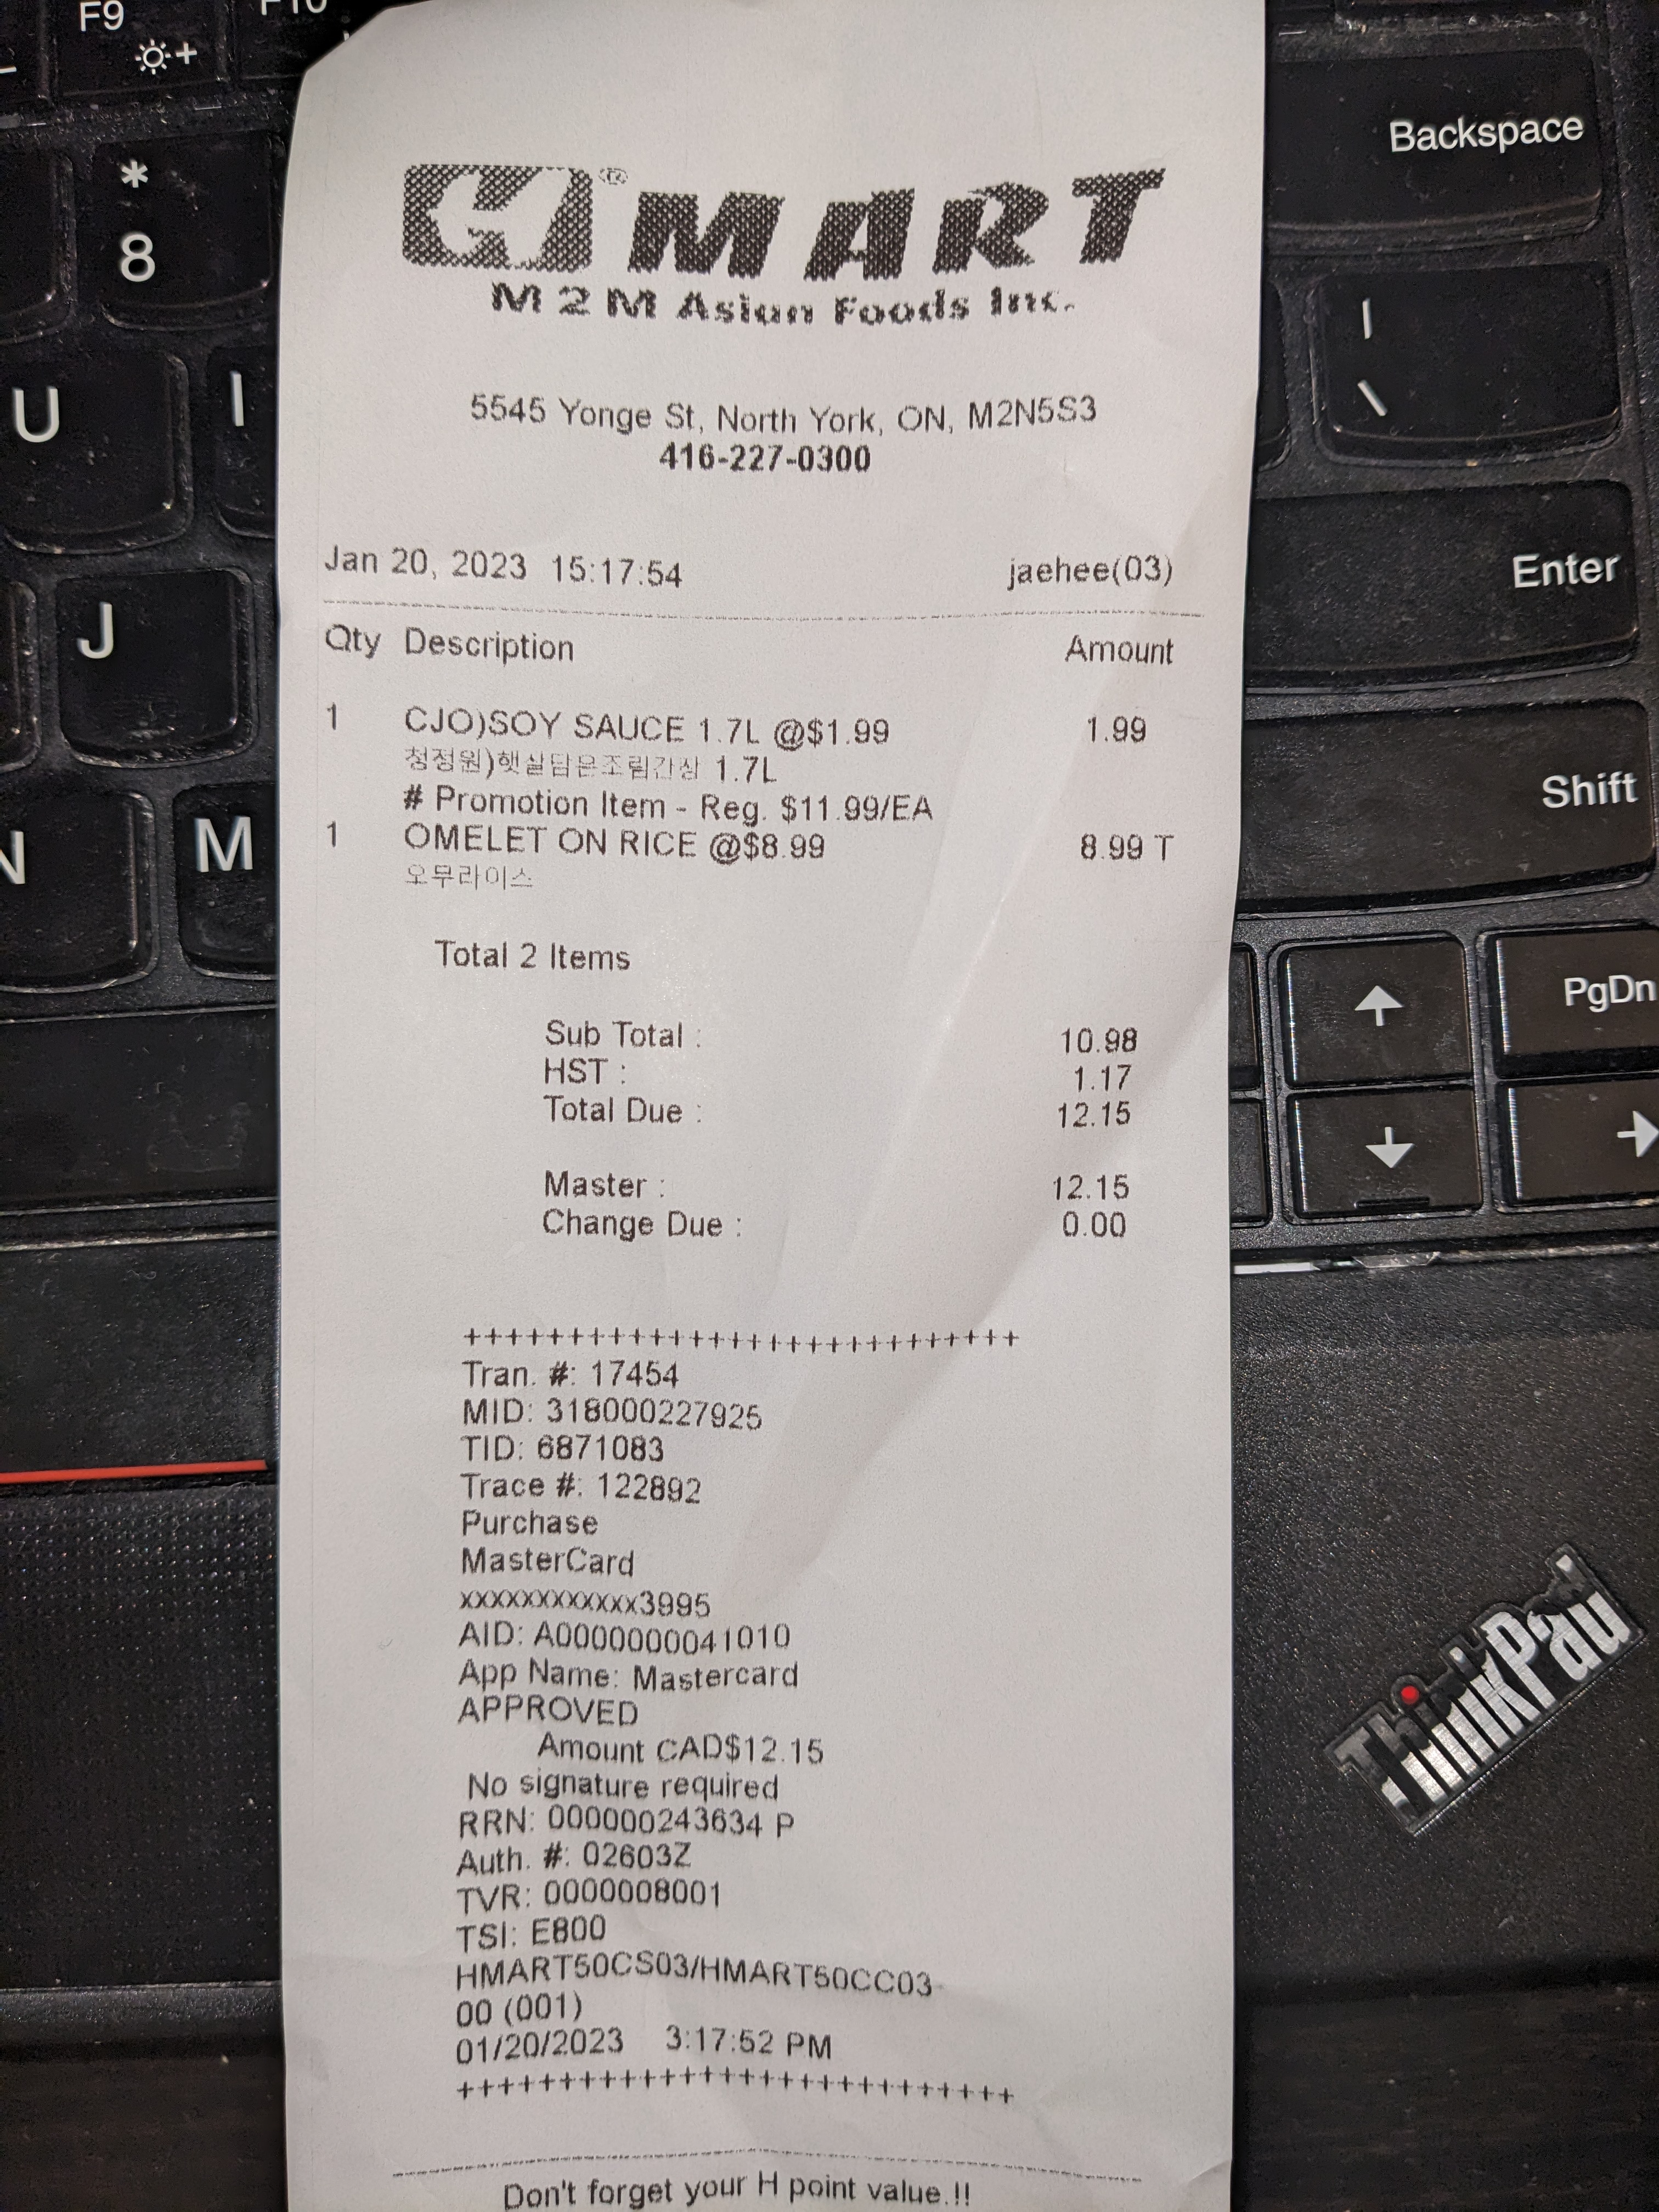 F9
F10
*
8
U
I
J
N
M
Backspace
|
\
Enter
Shift
PgDn
ThinkPad
H MART
M 2 M Asian Foods Inc.
5545 Yonge St, North York, ON, M2N5S3
416-227-0300
Jan 20, 2023 15:17:54 jaehee(03)
Qty Description Amount
1 CJO)SOY SAUCE 1.7L @$1.99 1.99
청정원)햇살담은조림간장 1.7L
# Promotion Item - Reg. $11.99/EA
1 OMELET ON RICE @$8.99 8.99 T
오무라이스
Total 2 Items
Sub Total : 10.98
HST : 1.17
Total Due : 12.15
Master : 12.15
Change Due : 0.00
++++++++++++++++++++++++++++
Tran. #: 17454
MID: 318000227925
TID: 6871083
Trace #: 122892
Purchase
MasterCard
xxxxxxxxxxxx3995
AID: A0000000041010
App Name: Mastercard
APPROVED
Amount CAD$12.15
No signature required
RRN: 000000243634 P
Auth. #: 02603Z
TVR: 0000008001
TSI: E800
HMART50CS03/HMART50CC03
00 (001)
01/20/2023 3:17:52 PM
++++++++++++++++++++++++++++
Don't forget your H point value.!!